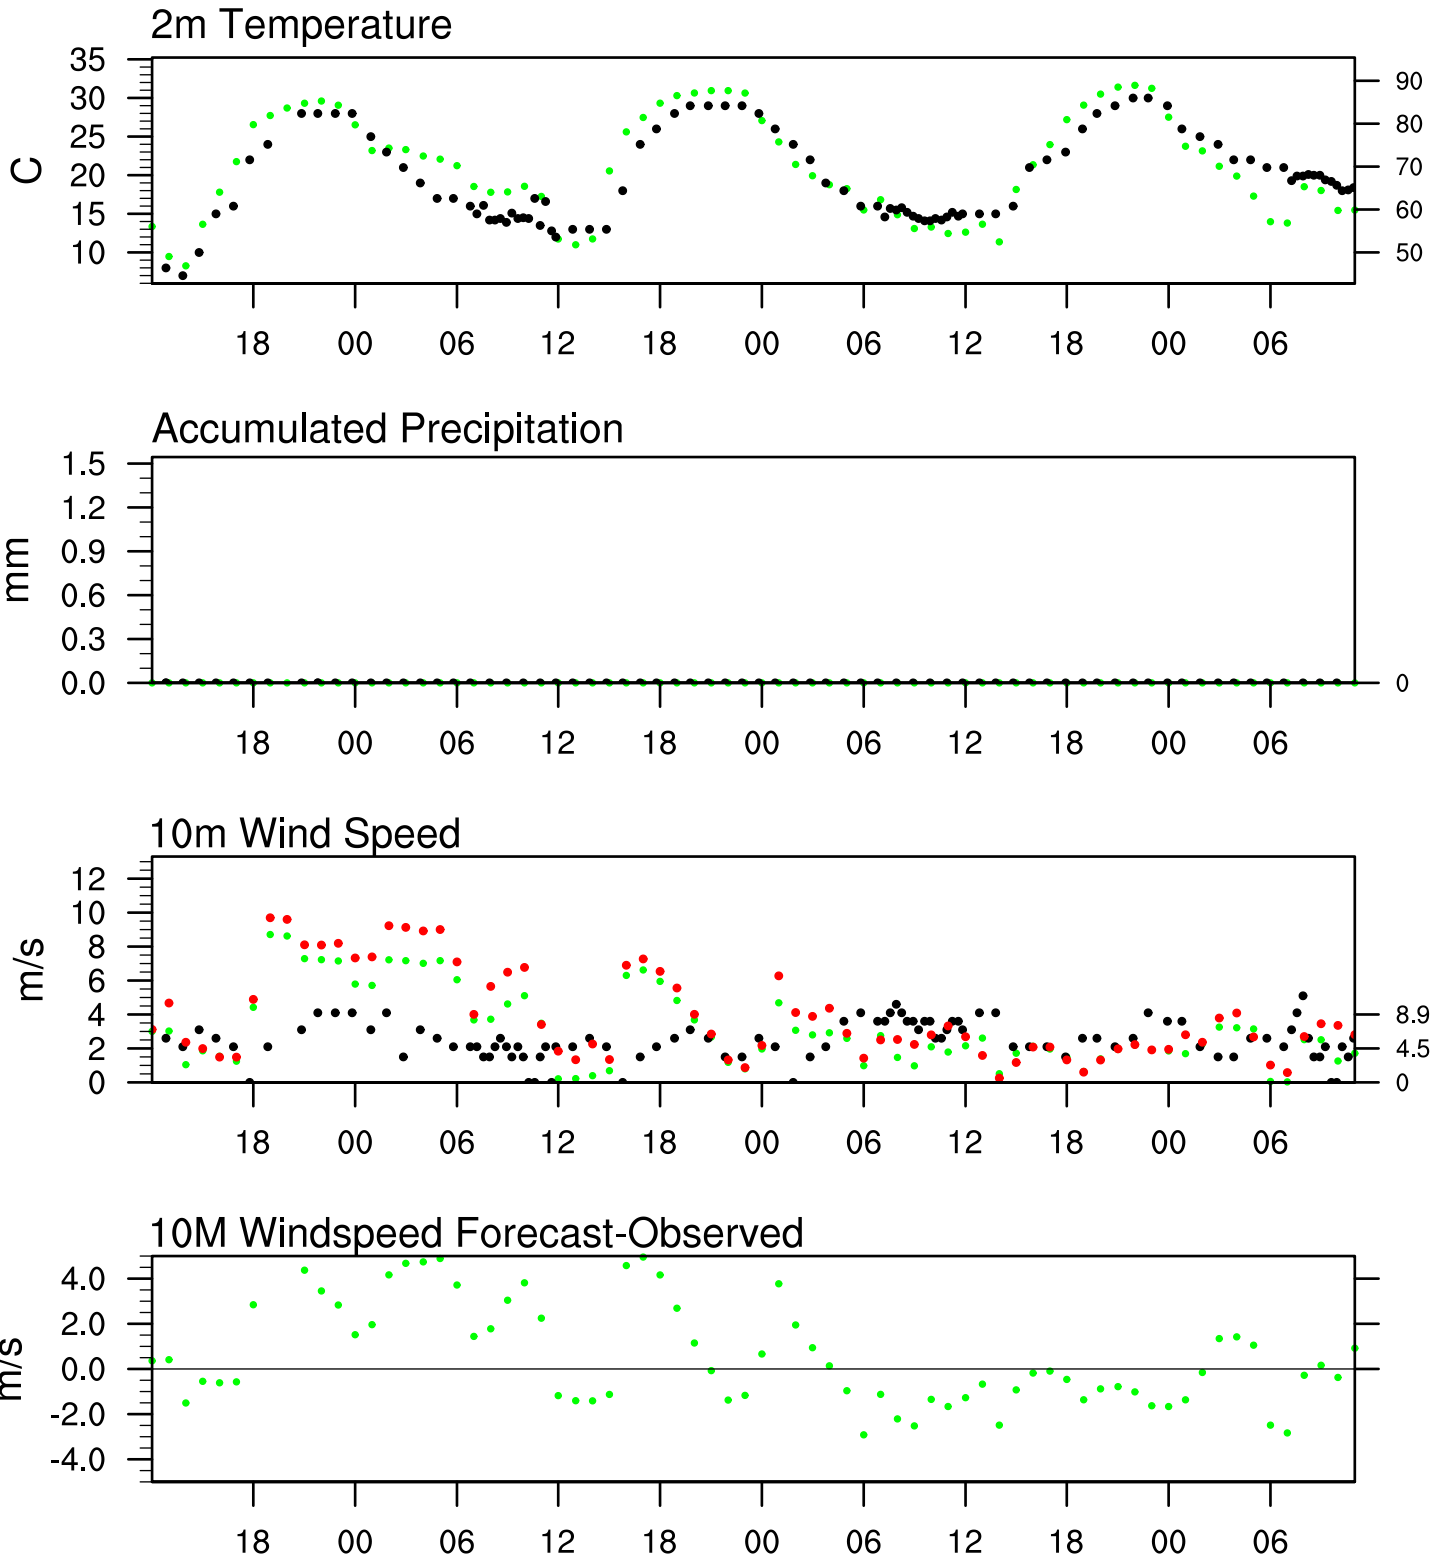 2m Temperature
35
30
25
20
15
10
C
90
80
70
60
50
18 00 06 12 18 00 06 12 18 00 06
Accumulated Precipitation
1.5
1.2
0.9
0.6
0.3
0.0
mm
0
18 00 06 12 18 00 06 12 18 00 06
10m Wind Speed
12
10
8
6
4
2
0
m/s
8.9
4.5
0
18 00 06 12 18 00 06 12 18 00 06
10M Windspeed Forecast-Observed
4.0
2.0
0.0
-2.0
-4.0
m/s
18 00 06 12 18 00 06 12 18 00 06